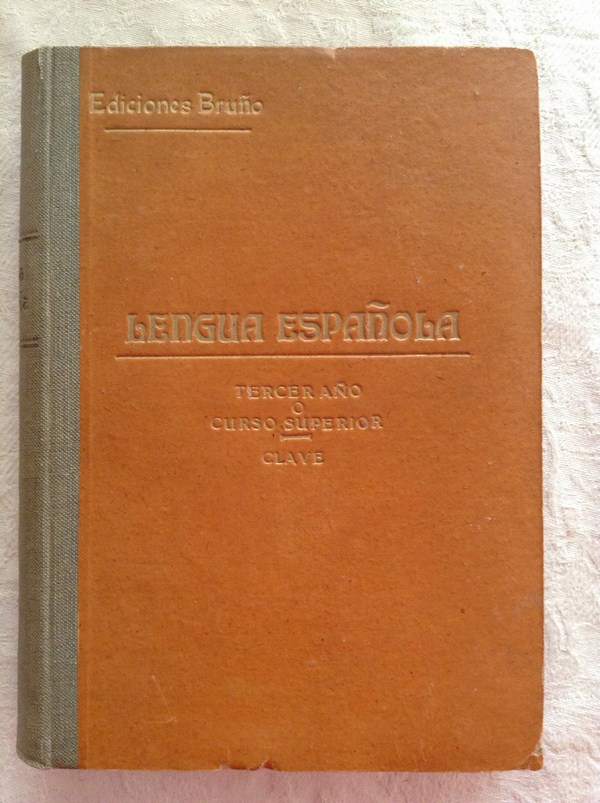 Ediciones Bruño
LENGUA ESPAÑOLA
TERCER AÑO
O
CURSO SUPERIOR
CLAVE